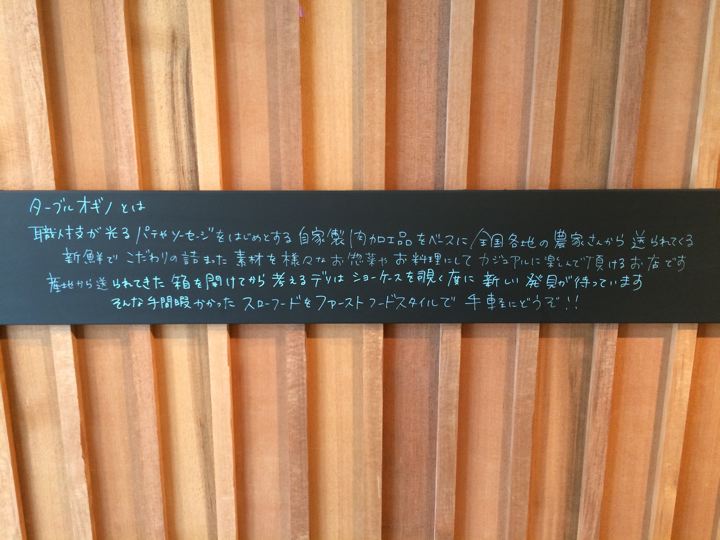 ターブルオギノとは
職人技が光るパテやソーセージをはじめとする自家製肉加工品をベースに全国各地の農家さんから送られてくる
新鮮でこだわりの詰まった素材を様々なお惣菜やお料理にしてカジュアルに楽しんで頂けるお店です
産地から送られてきた箱を開けてから考えるデリはショーケースを覗く度に新しい発見が待っています
そんな手間暇かかったスローフードをファーストフードスタイルで手軽にどうぞ!!